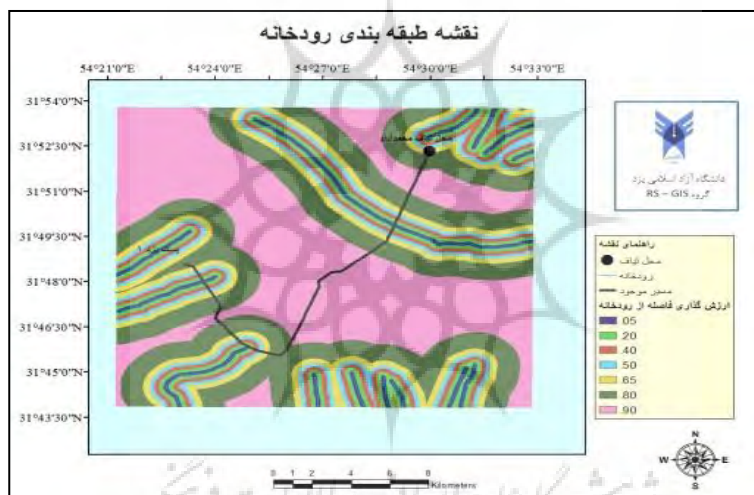 نقشه طبقه بندی رودخانه
54°21'0"E 54°24'0"E 54°27'0"E 54°30'0"E 54°33'0"E
31°54'0"N
31°52'30"N
31°51'0"N
31°49'30"N
31°48'0"N
31°46'30"N
31°45'0"N
31°43'30"N
دانشگاه آزاد اسلامی یزد
گروه RS - GIS
راهنمای نقشه
محل لیاف
رودخانه
مسیر موجود
ارزش گذاری فاصله از رودخانه
.05
.20
.40
.50
.65
.80
.90
0 1 2 4 6 8
Kilometers
N
W E
S